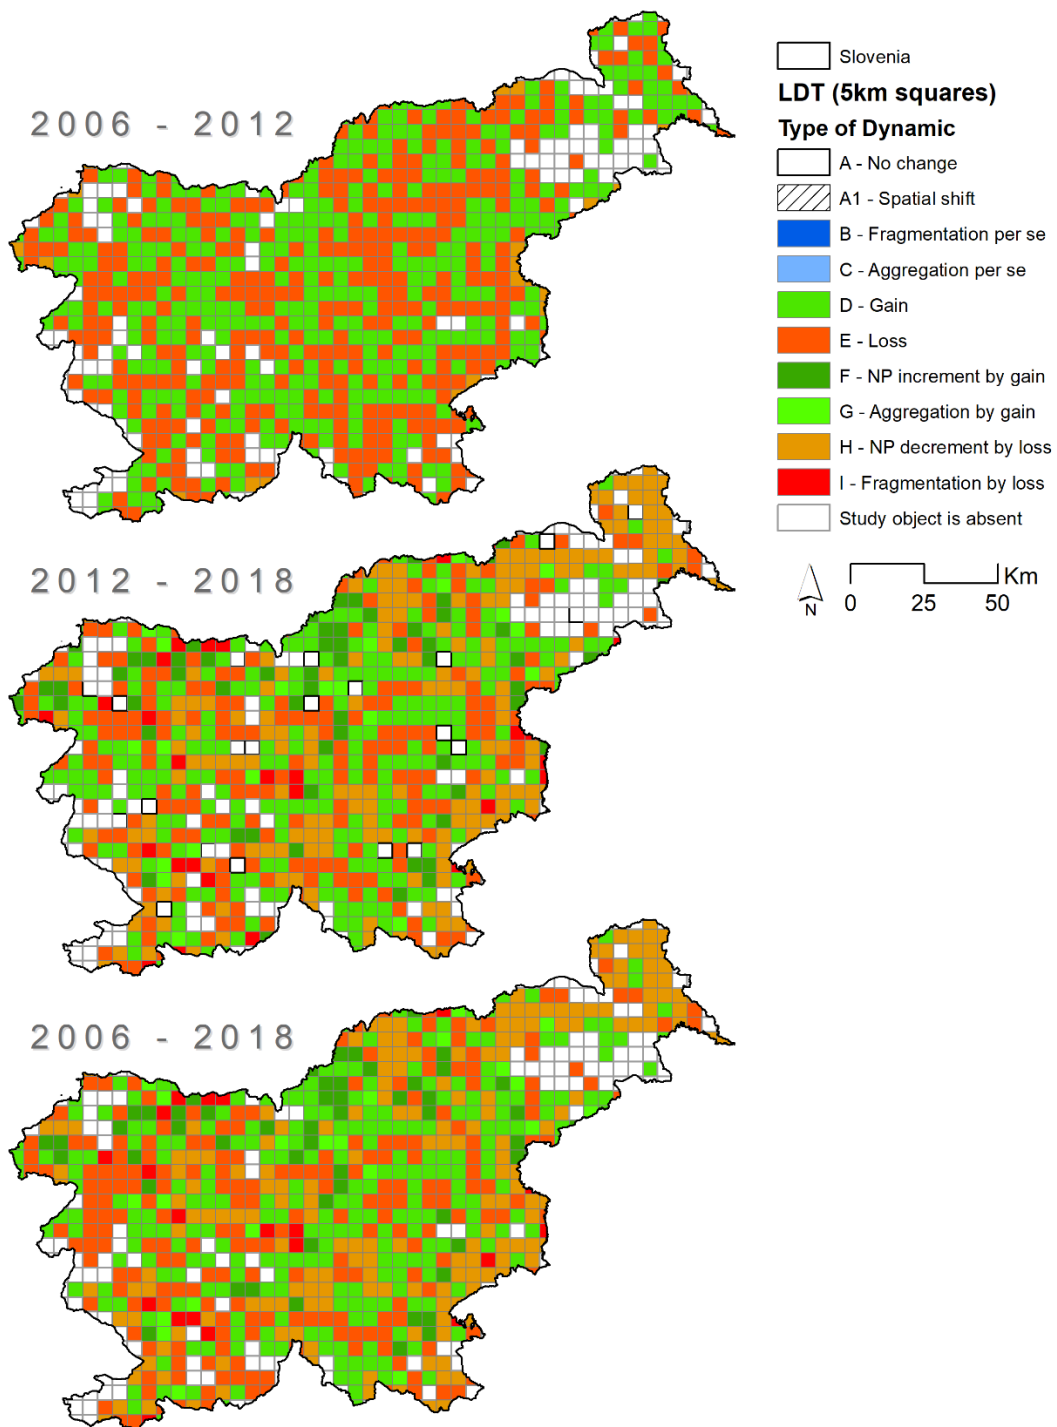 2006 - 2012
2012 - 2018
2006 - 2018
Slovenia
LDT (5km squares)
Type of Dynamic
A - No change
A1 - Spatial shift
B - Fragmentation per se
C - Aggregation per se
D - Gain
E - Loss
F - NP increment by gain
G - Aggregation by gain
H - NP decrement by loss
I - Fragmentation by loss
Study object is absent
N
Km
0 25 50